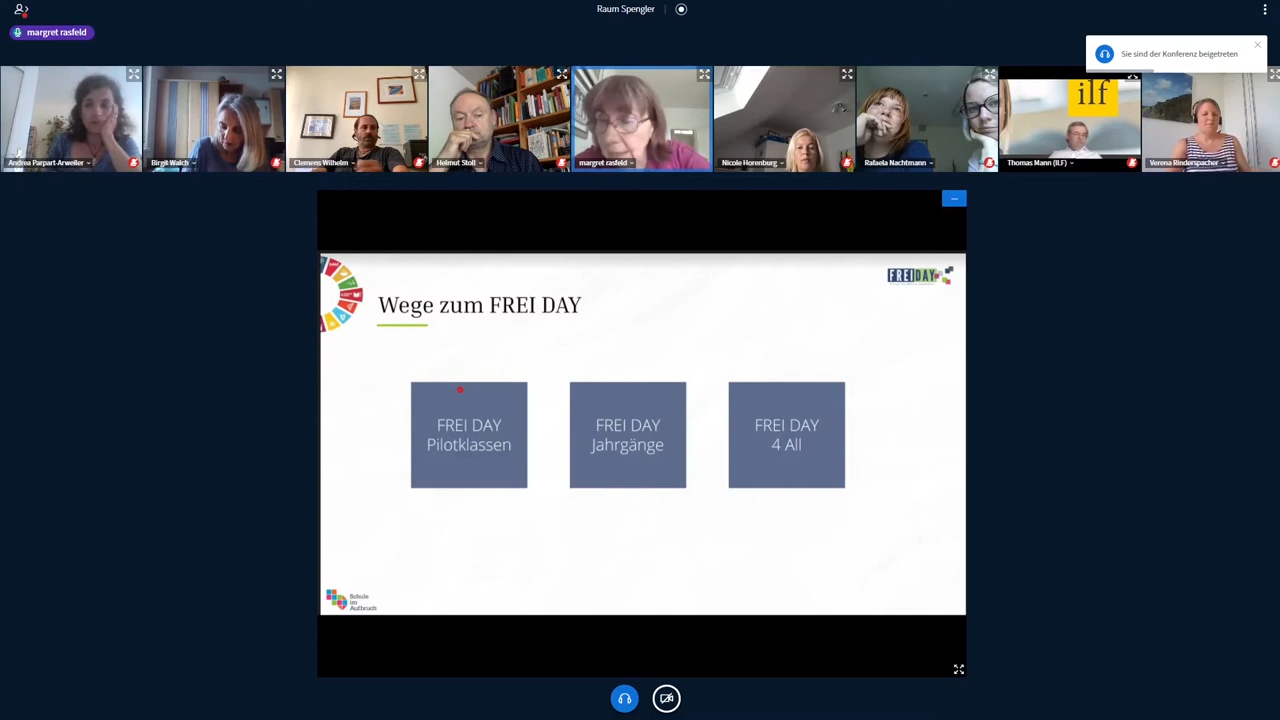 Raum Spengler
margret rasfeld
Sie sind der Konferenz beigetreten
ilf
Andrea Parpart-Arweiler
Birgit Walch
Clemens Wilhelm
Helmut Stoll
margret rasfeld
Nicole Horenburg
Rafaela Nachtmann
Thomas Mann (ILF)
Verena Rinderspacher
FREIDAY
Wege zum FREI DAY
FREI DAY
Pilotklassen
FREI DAY
Jahrgänge
FREI DAY
4 All
Schule
im
Aufbruch